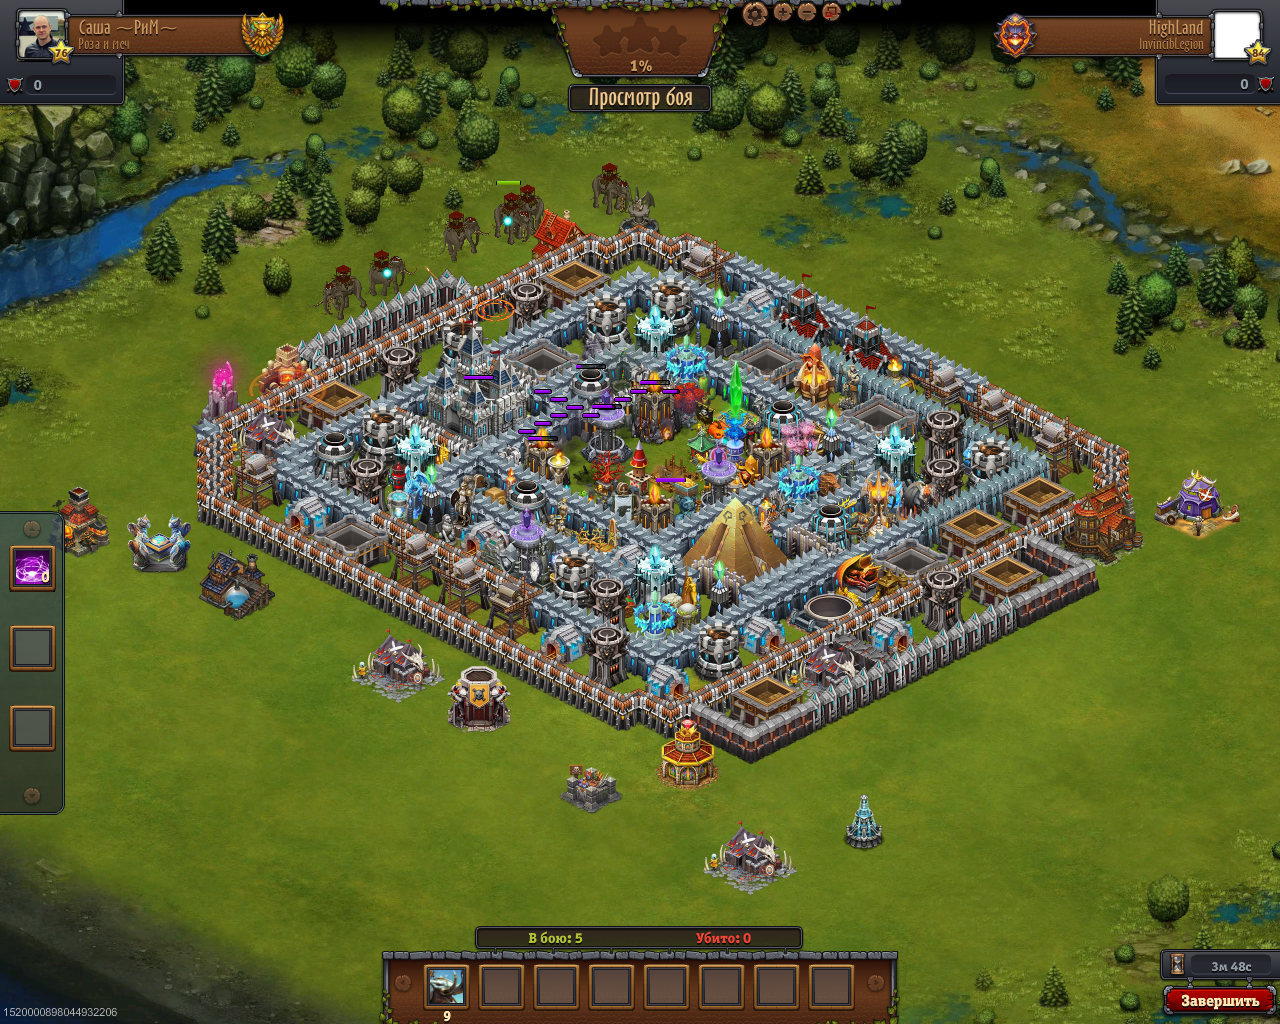 Саша ~РиМ~
Роза и меч
76
0
1%
Просмотр боя
HighLand
InvinciblLegion
84
0
0
В бою: 5
Убито: 0
9
3м 48с
Завершить
1520000898044932206